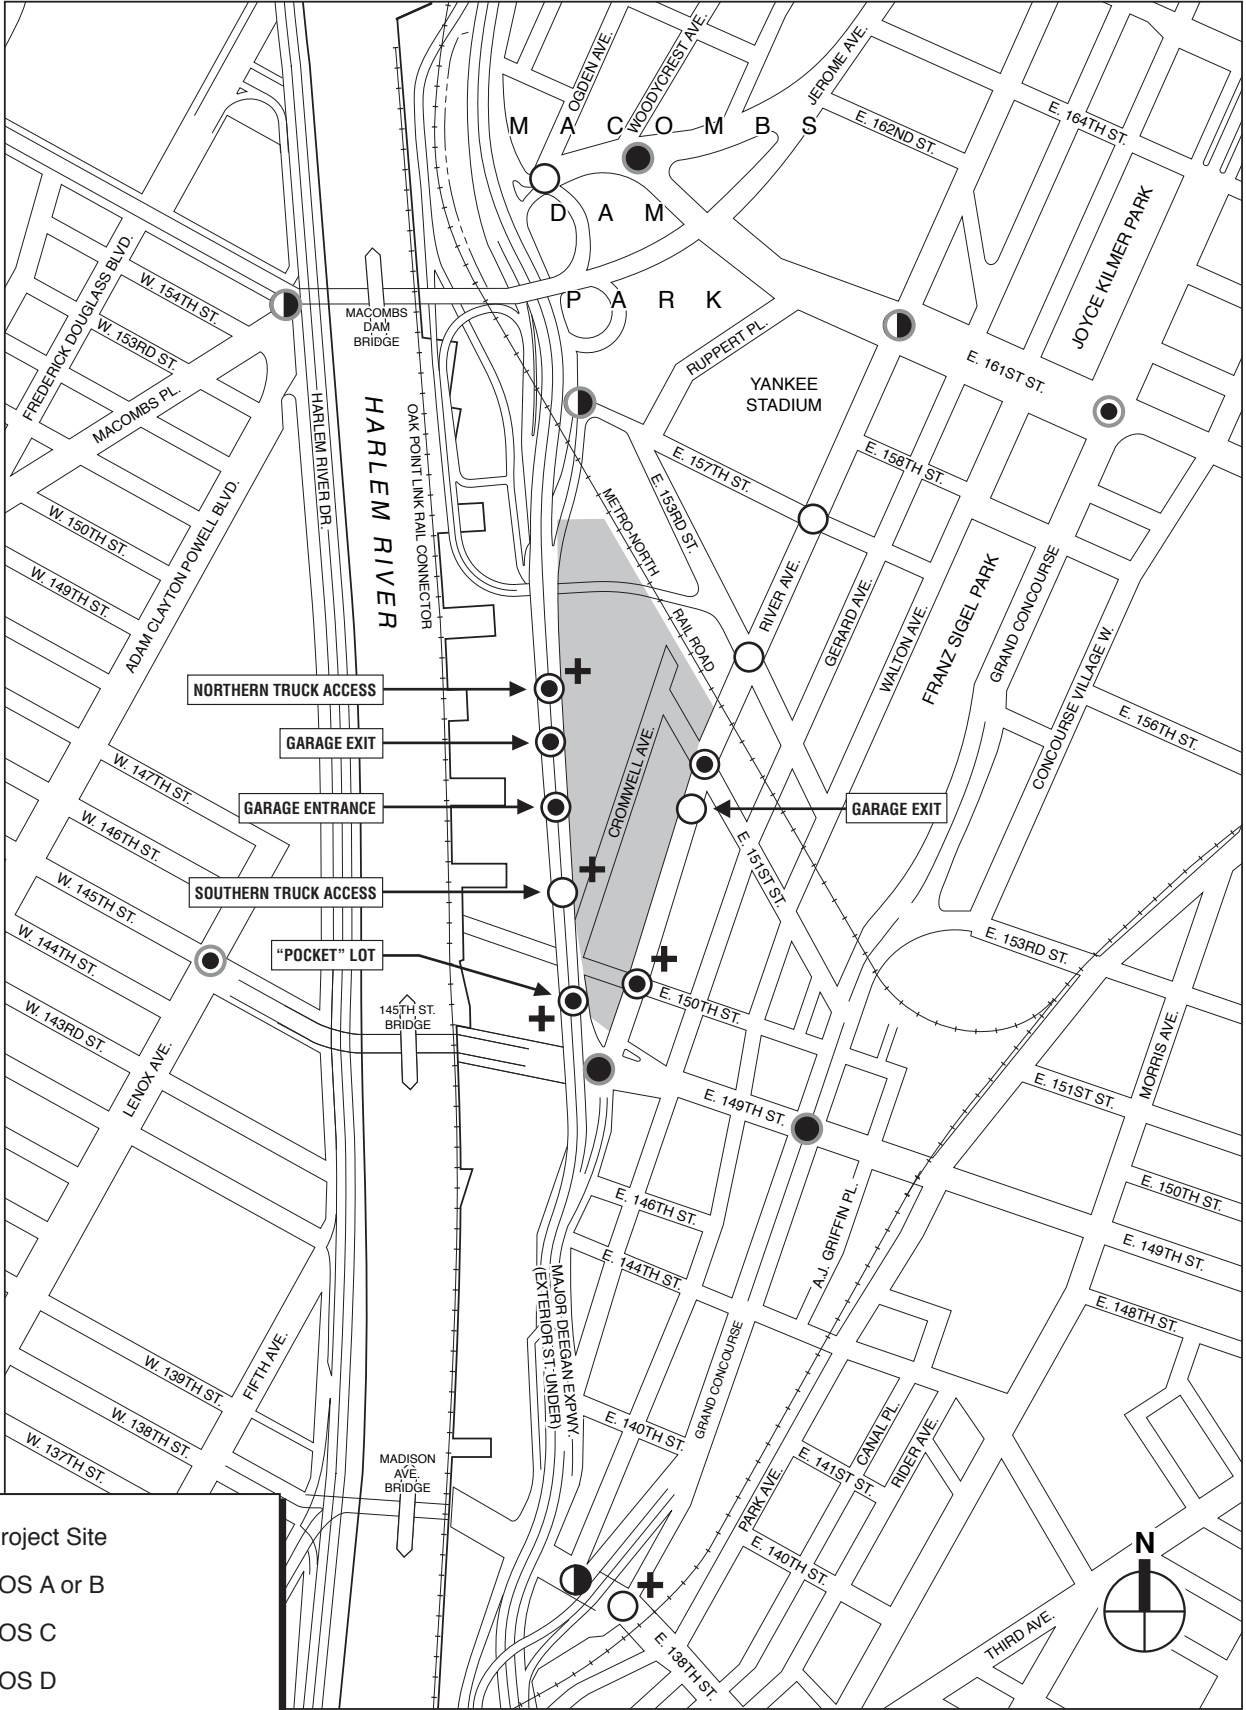 OGDEN AVE.
WOODYCREST AVE.
JEROME AVE.
M A C O M B S
E. 162ND ST.
E. 164TH ST.
D A M
JOYCE KILMER PARK
FREDERICK DOUGLASS BLVD.
W. 154TH ST.
P A R K
MACOMBS
DAM
BRIDGE
W. 153RD ST.
RUPPERT PL.
E. 161ST ST.
YANKEE
STADIUM
MACOMBS PL.
HARLEM RIVER DR.
HARLEM RIVER
OAK POINT LINK RAIL CONNECTOR
E. 157TH ST.
E. 158TH ST.
E. 153RD ST.
METRO-NORTH
RAIL ROAD
W. 150TH ST.
W. 149TH ST.
ADAM CLAYTON POWELL BLVD.
RIVER AVE.
GERARD AVE.
WALTON AVE.
FRANZ SIGEL PARK
GRAND CONCOURSE
CONCOURSE VILLAGE W.
E. 156TH ST.
NORTHERN TRUCK ACCESS
GARAGE EXIT
CROMWELL AVE.
W. 147TH ST.
GARAGE ENTRANCE
GARAGE EXIT
W. 146TH ST.
E. 151ST ST.
W. 145TH ST.
SOUTHERN TRUCK ACCESS
W. 144TH ST.
"POCKET" LOT
E. 153RD ST.
W. 143RD ST.
145TH ST.
BRIDGE
E. 150TH ST.
LENOX AVE.
MORRIS AVE.
E. 151ST ST.
E. 149TH ST.
E. 146TH ST.
A.J. GRIFFIN PL.
E. 150TH ST.
E. 149TH ST.
E. 144TH ST.
E. 148TH ST.
MAJOR DEEGAN EXPWY.
(EXTERIOR ST. UNDER)
GRAND CONCOURSE
W. 139TH ST.
FIFTH AVE.
W. 138TH ST.
W. 137TH ST.
E. 140TH ST.
CANAL PL.
RIDER AVE.
E. 141ST ST.
MADISON
AVE.
BRIDGE
PARK AVE.
E. 140TH ST.
N
THIRD AVE.
E. 138TH ST.
roject Site
OS A or B
OS C
OS D